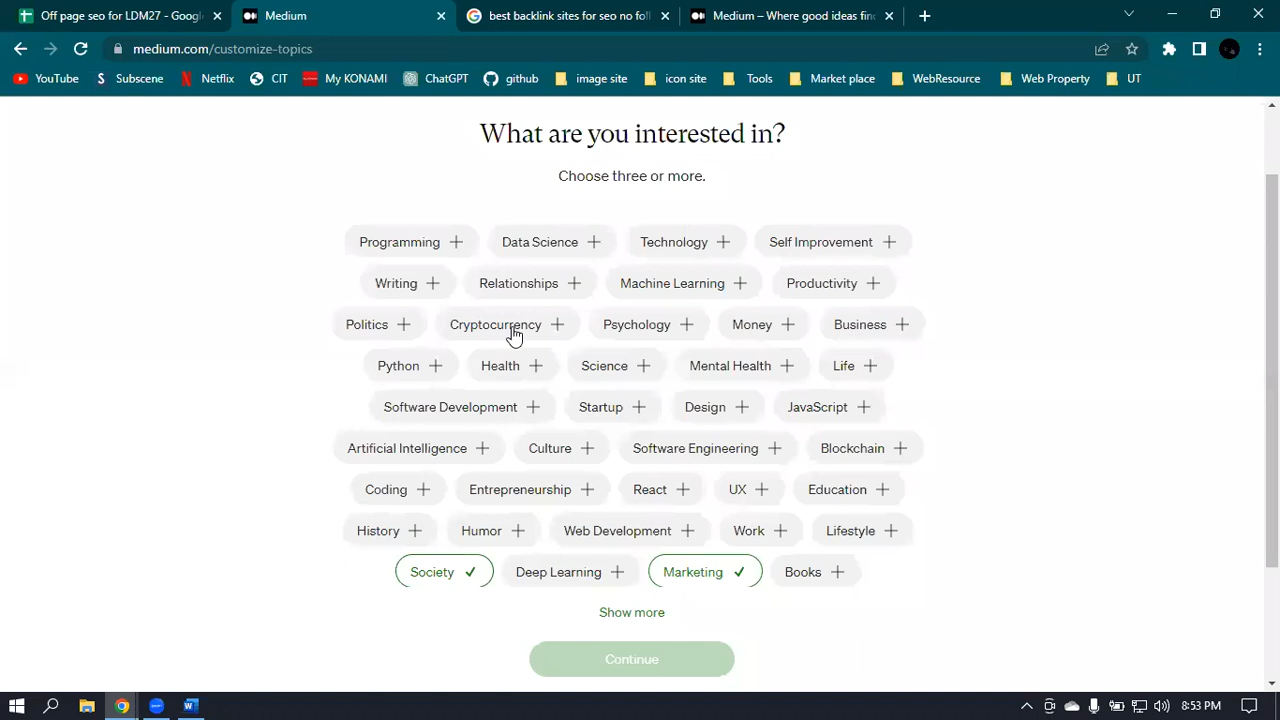 Off page seo for LDM27 - Google
Medium
best backlink sites for seo no foll
Medium – Where good ideas find
medium.com/customize-topics
YouTube
Subscene
Netflix
CIT
My KONAMI
ChatGPT
github
image site
icon site
Tools
Market place
WebResource
Web Property
UT
What are you interested in?
Choose three or more.
Programming
Data Science
Technology
Self Improvement
Writing
Relationships
Machine Learning
Productivity
Politics
Cryptocurrency
Psychology
Money
Business
Python
Health
Science
Mental Health
Life
Software Development
Startup
Design
JavaScript
Artificial Intelligence
Culture
Software Engineering
Blockchain
Coding
Entrepreneurship
React
UX
Education
History
Humor
Web Development
Work
Lifestyle
Society
Deep Learning
Marketing
Books
Show more
Continue
8:53 PM